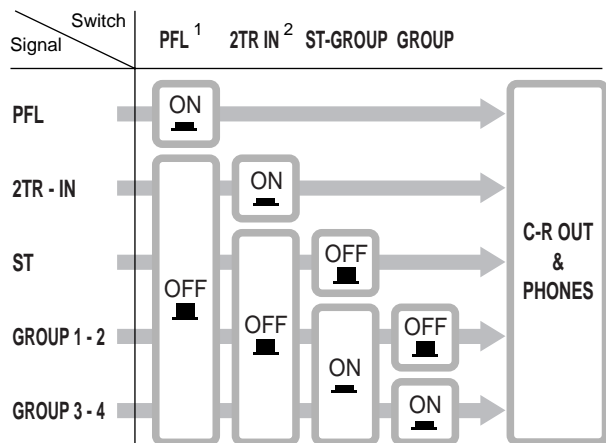 Switch
Signal
PFL 1 2TR IN 2 ST-GROUP GROUP
PFL ON
2TR - IN ON
ST OFF
OFF
GROUP 1 - 2 OFF OFF
ON
GROUP 3 - 4 ON
C-R OUT
&
PHONES